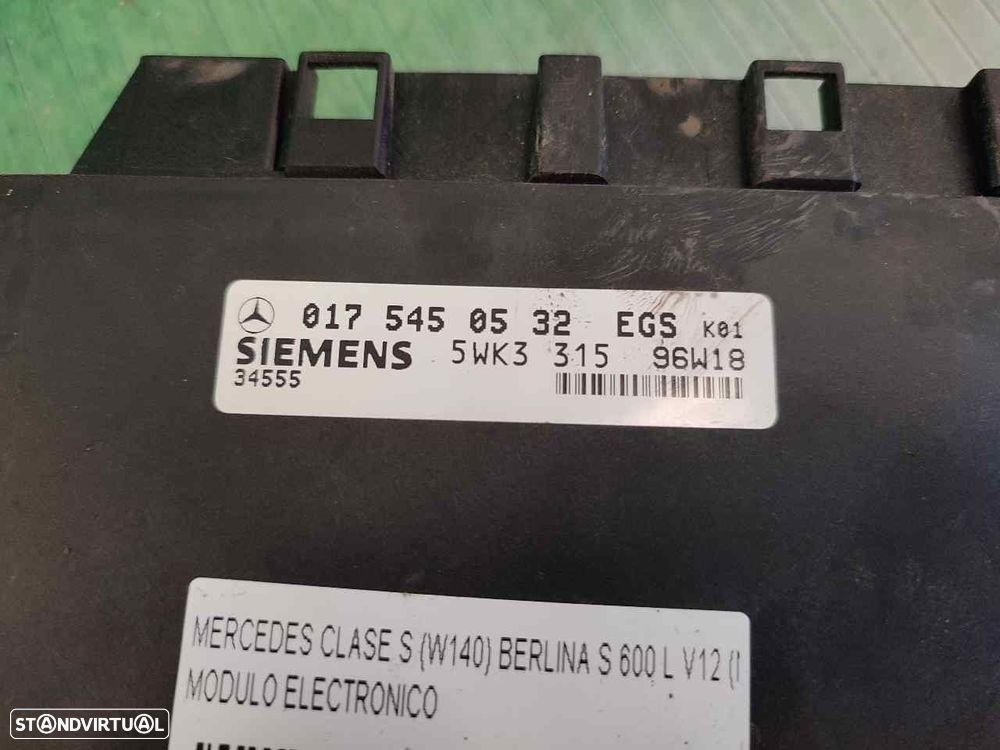 017 545 05 32 EGS K01
SIEMENS 5WK3 315 96W18
34555
MERCEDES CLASE S (W140) BERLINA S 600 L V12
MODULO ELECTRONICO
STANDVIRTUAL